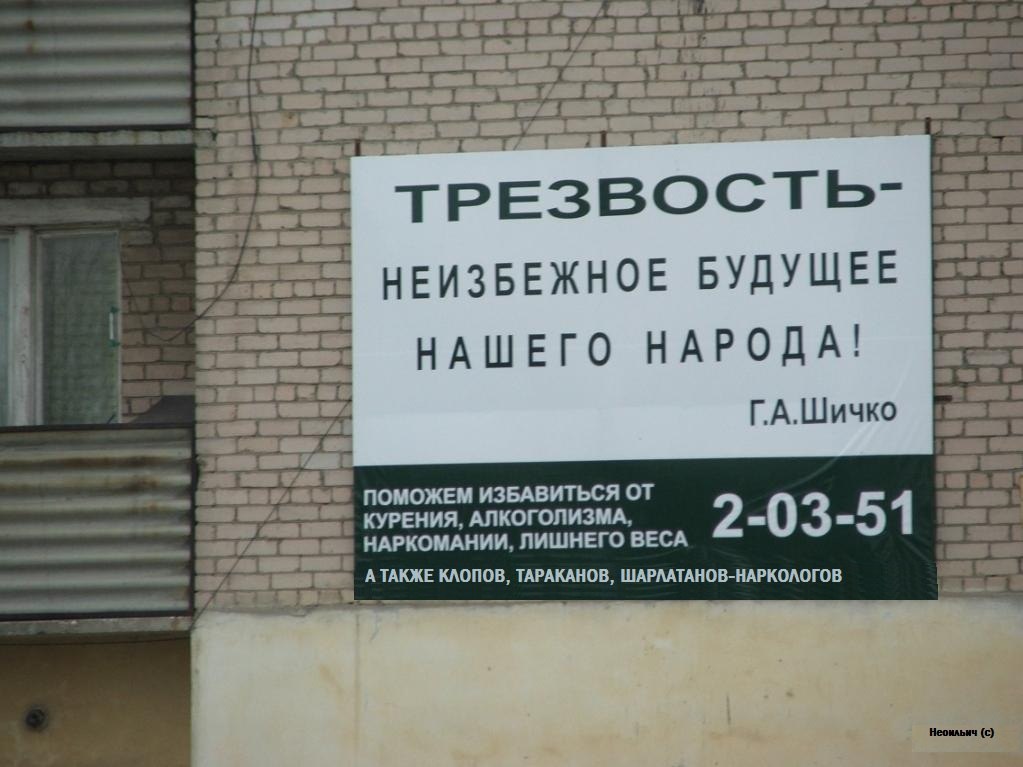 ТРЕЗВОСТЬ-
НЕИЗБЕЖНОЕ БУДУЩЕЕ
НАШЕГО НАРОДА!
Г.А.Шичко
ПОМОЖЕМ ИЗБАВИТЬСЯ ОТ
КУРЕНИЯ, АЛКОГОЛИЗМА,
НАРКОМАНИИ, ЛИШНЕГО ВЕСА
2-03-51
А ТАКЖЕ КЛОПОВ, ТАРАКАНОВ, ШАРЛАТАНОВ-НАРКОЛОГОВ
Неоильич (c)